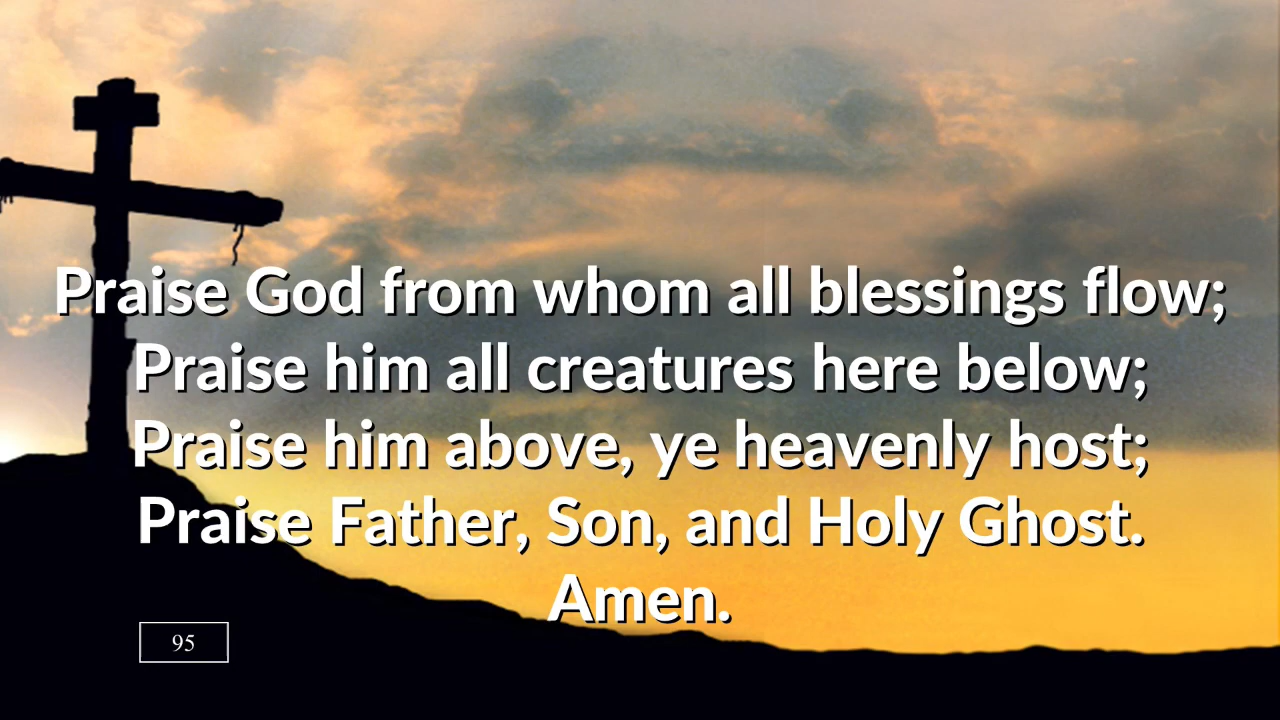 Praise God from whom all blessings flow;
Praise him all creatures here below;
Praise him above, ye heavenly host;
Praise Father, Son, and Holy Ghost.
Amen.
95